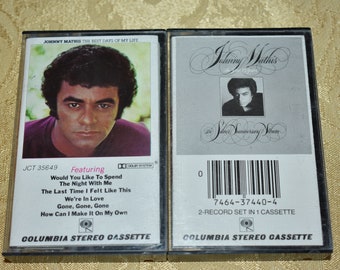 JOHNNY MATHIS THE BEST DAYS OF MY LIFE
JCT 35649
Featuring
DOLBY SYSTEM
Would You Like To Spend
The Night With Me
The Last Time I Felt Like This
We're In Love
Gone, Gone, Gone
How Can I Make It On My Own
COLUMBIA STEREO CASSETTE
Johnny Mathis
Silver Anniversary Album
0
7464-37440-4
2-RECORD SET IN 1 CASSETTE
COLUMBIA STEREO CASSETTE